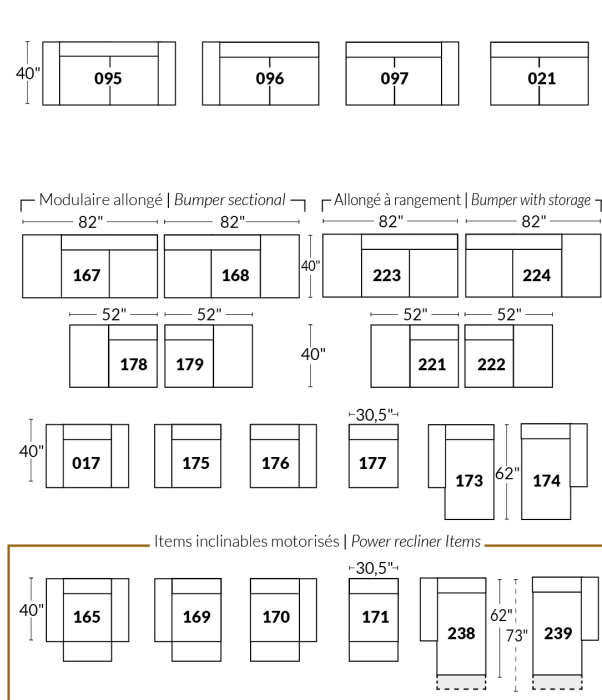 40" 095 096 097 021
Modulaire allongé | Bumper sectional Allongé à rangement | Bumper with storage
82" 82" 82" 82"
167 168 40" 223 224
52" 52" 52" 52"
178 179 40" 221 222
30,5"
40" 017 175 176 177 173 62" 174
Items inclinables motorisés | Power recliner Items
30,5"
40" 165 169 170 171 238 62" 73" 239